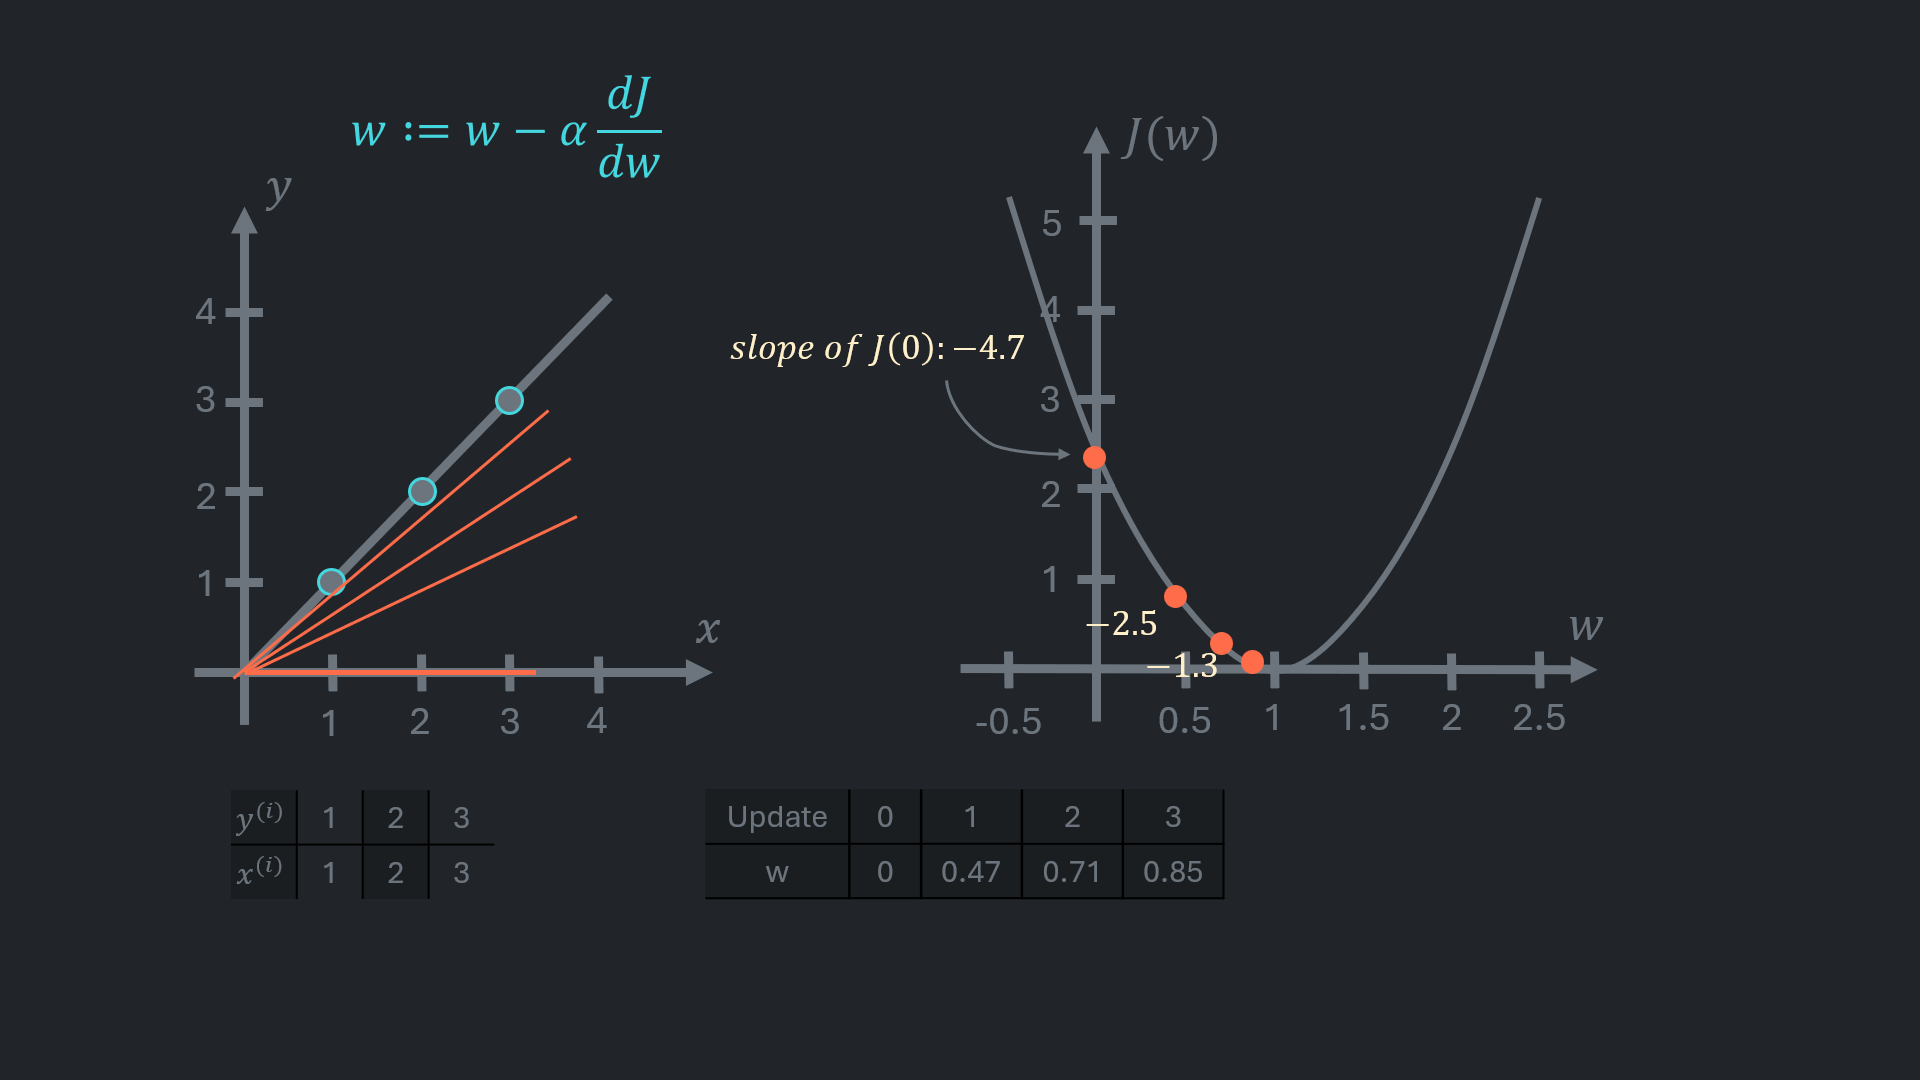 w := w − α dJ/dw
y
4
3
2
1
x
1 2 3 4
J(w)
5
4
slope of J(0): −4.7
3
2
1
−2.5
w
−1.3
-0.5 0.5 1 1.5 2 2.5
y⁽ⁱ⁾ 1 2 3
x⁽ⁱ⁾ 1 2 3
Update 0 1 2 3
w 0 0.47 0.71 0.85